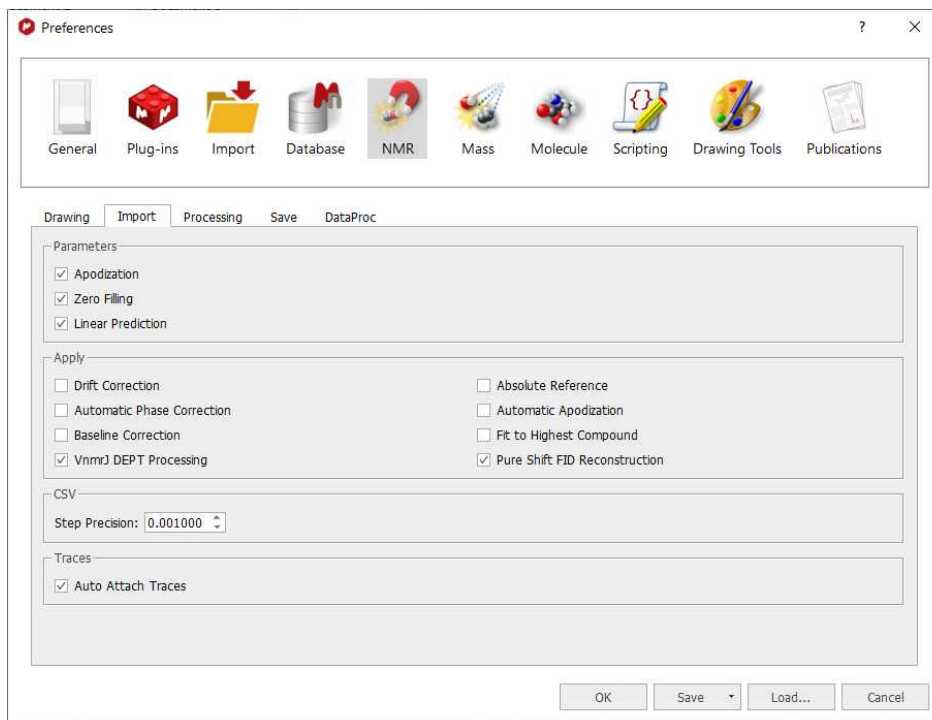 Preferences
?
General Plug-ins Import Database NMR Mass Molecule Scripting Drawing Tools Publications
Drawing Import Processing Save DataProc
Parameters
Apodization
Zero Filling
Linear Prediction
Apply
Drift Correction Absolute Reference
Automatic Phase Correction Automatic Apodization
Baseline Correction Fit to Highest Compound
VnmrJ DEPT Processing Pure Shift FID Reconstruction
CSV
Step Precision: 0.001000
Traces
Auto Attach Traces
OK Save Load... Cancel